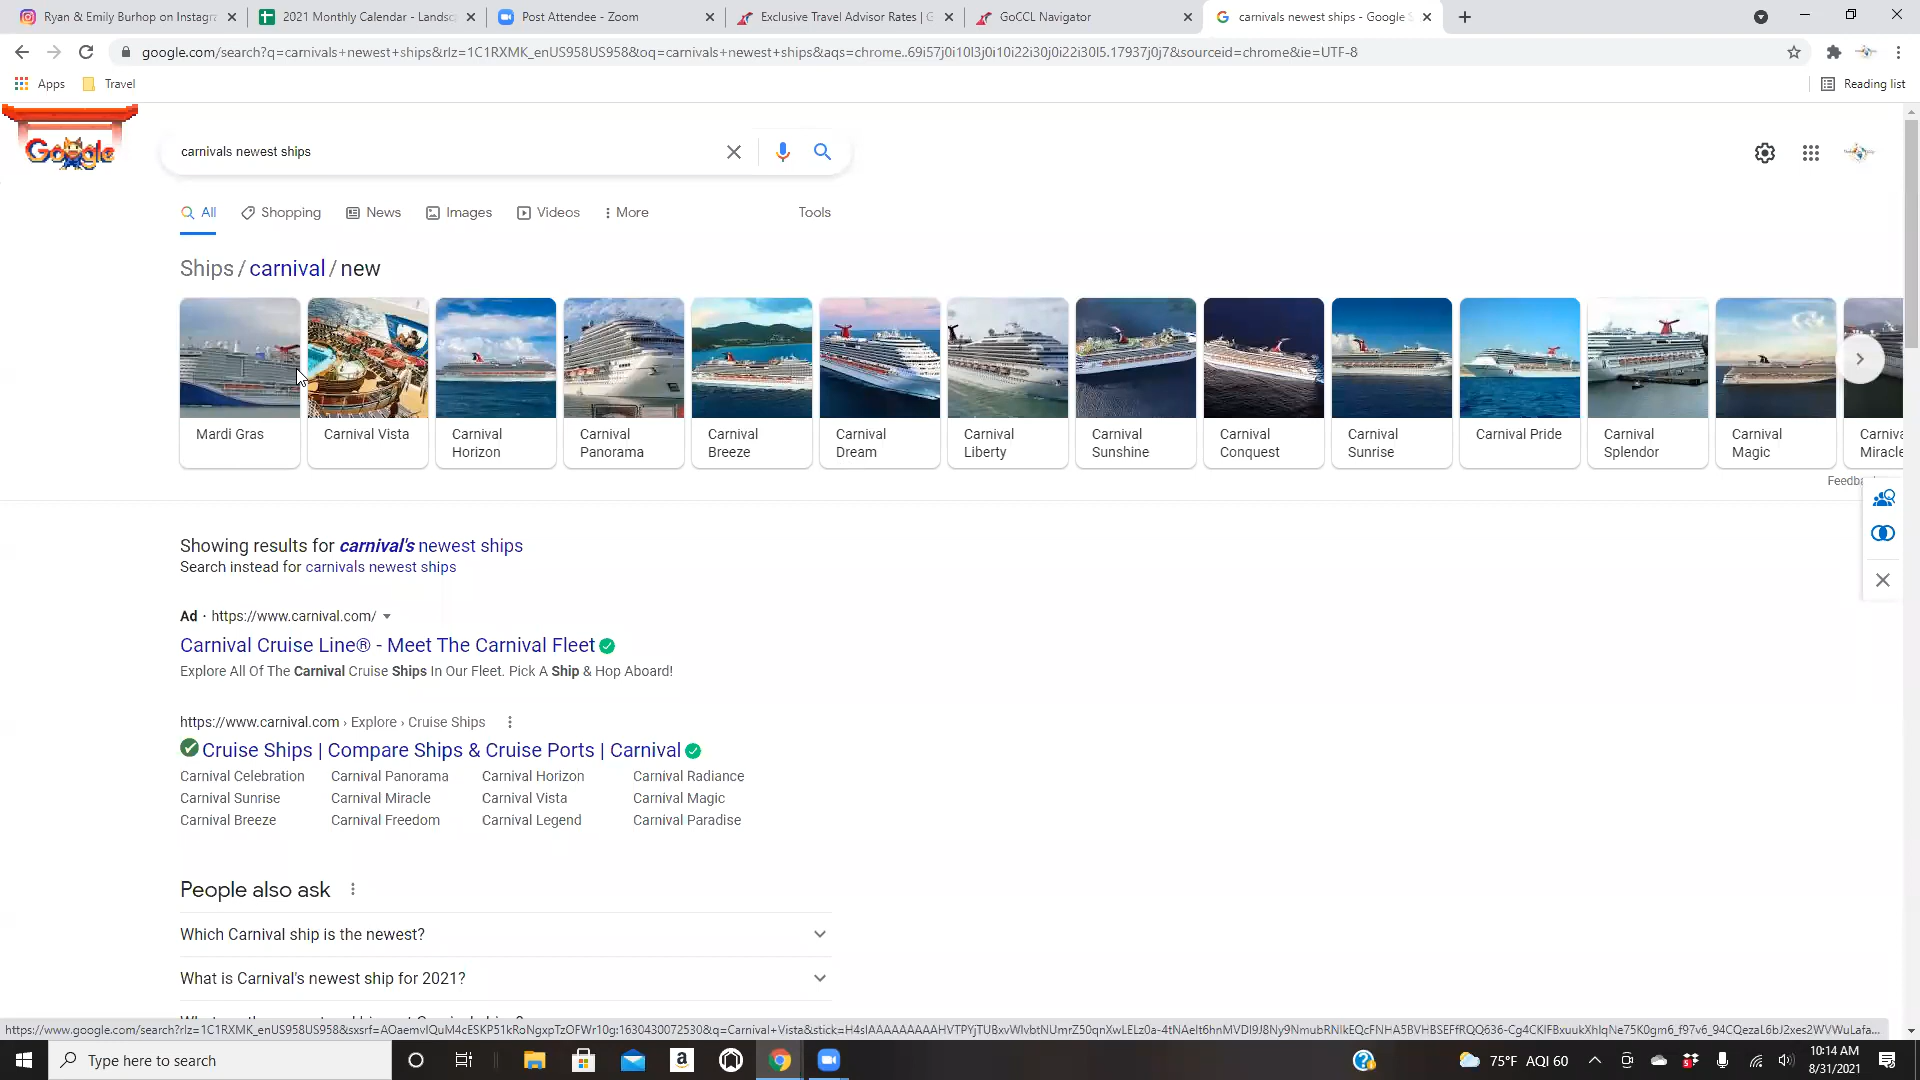 Ryan & Emily Burhop on Instagra
2021 Monthly Calendar - Landsc
Post Attendee - Zoom
Exclusive Travel Advisor Rates | G
GoCCL Navigator
carnivals newest ships - Google S
google.com/search?q=carnivals+newest+ships&rlz=1C1RXMK_enUS958US958&oq=carnivals+newest+ships&aqs=chrome..69i57j0i10l3j0i10i22i30j0i22i30l5.17937j0j7&sourceid=chrome&ie=UTF-8
Apps
Travel
Reading list
Google
carnivals newest ships
All
Shopping
News
Images
Videos
More
Tools
Ships / carnival / new
Mardi Gras
Carnival Vista
Carnival
Horizon
Carnival
Panorama
Carnival
Breeze
Carnival
Dream
Carnival
Liberty
Carnival
Sunshine
Carnival
Conquest
Carnival
Sunrise
Carnival Pride
Carnival
Splendor
Carnival
Magic
Carniva
Miracle
Feedba
Showing results for carnival's newest ships
Search instead for carnivals newest ships
Ad · https://www.carnival.com/
Carnival Cruise Line® - Meet The Carnival Fleet
Explore All Of The Carnival Cruise Ships In Our Fleet. Pick A Ship & Hop Aboard!
https://www.carnival.com › Explore › Cruise Ships
Cruise Ships | Compare Ships & Cruise Ports | Carnival
Carnival Celebration Carnival Panorama Carnival Horizon Carnival Radiance
Carnival Sunrise Carnival Miracle Carnival Vista Carnival Magic
Carnival Breeze Carnival Freedom Carnival Legend Carnival Paradise
People also ask
Which Carnival ship is the newest?
What is Carnival's newest ship for 2021?
Type here to search
75°F AQI 60
10:14 AM
8/31/2021